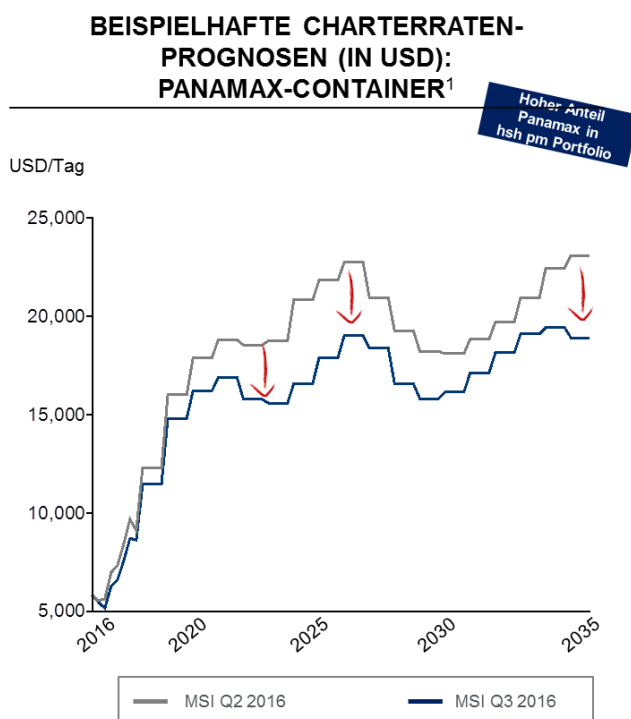 BEISPIELHAFTE CHARTERRATEN-
PROGNOSEN (IN USD):
PANAMAX-CONTAINER¹
Hoher Anteil
Panamax in
hsh pm Portfolio
USD/Tag
25,000
20,000
15,000
10,000
5,000
2016
2020
2025
2030
2035
MSI Q2 2016
MSI Q3 2016